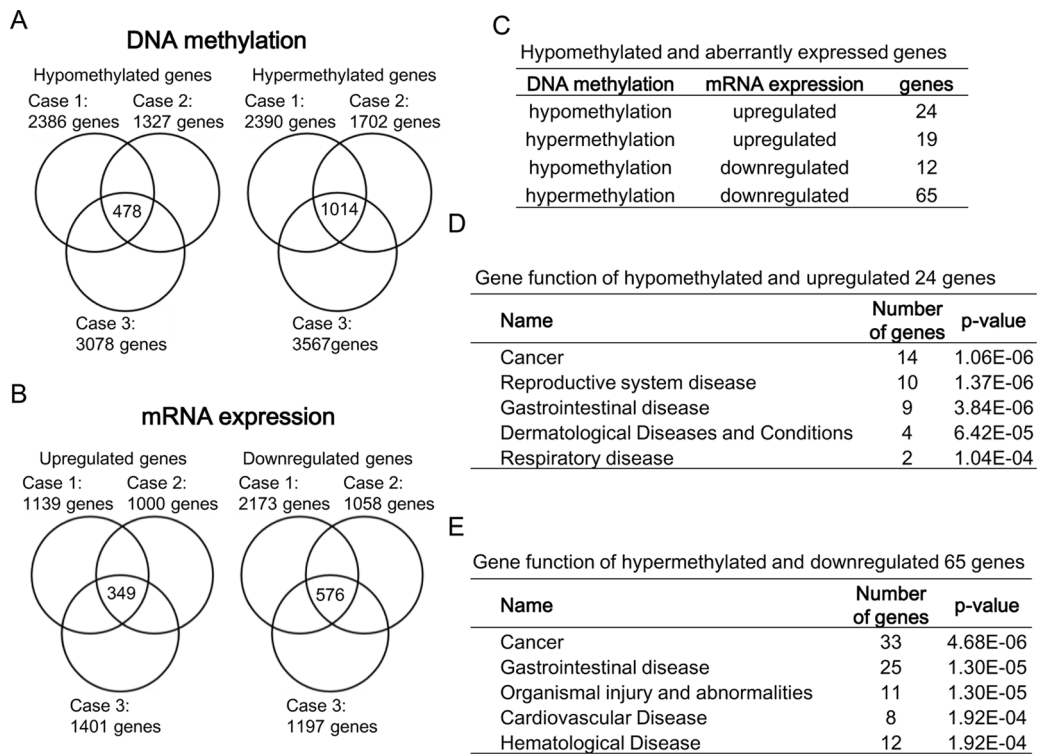 A
DNA methylation
Hypomethylated genes
Case 1:
2386 genes
Case 2:
1327 genes
478
Case 3:
3078 genes
Hypermethylated genes
Case 1:
2390 genes
Case 2:
1702 genes
1014
Case 3:
3567genes
B
mRNA expression
Upregulated genes
Case 1:
1139 genes
Case 2:
1000 genes
349
Case 3:
1401 genes
Downregulated genes
Case 1:
2173 genes
Case 2:
1058 genes
576
Case 3:
1197 genes
C
Hypomethylated and aberrantly expressed genes
DNA methylation mRNA expression genes
hypomethylation upregulated 24
hypermethylation upregulated 19
hypomethylation downregulated 12
hypermethylation downregulated 65
D
Gene function of hypomethylated and upregulated 24 genes
Name Number of genes p-value
Cancer 14 1.06E-06
Reproductive system disease 10 1.37E-06
Gastrointestinal disease 9 3.84E-06
Dermatological Diseases and Conditions 4 6.42E-05
Respiratory disease 2 1.04E-04
E
Gene function of hypermethylated and downregulated 65 genes
Name Number of genes p-value
Cancer 33 4.68E-06
Gastrointestinal disease 25 1.30E-05
Organismal injury and abnormalities 11 1.30E-05
Cardiovascular Disease 8 1.92E-04
Hematological Disease 12 1.92E-04